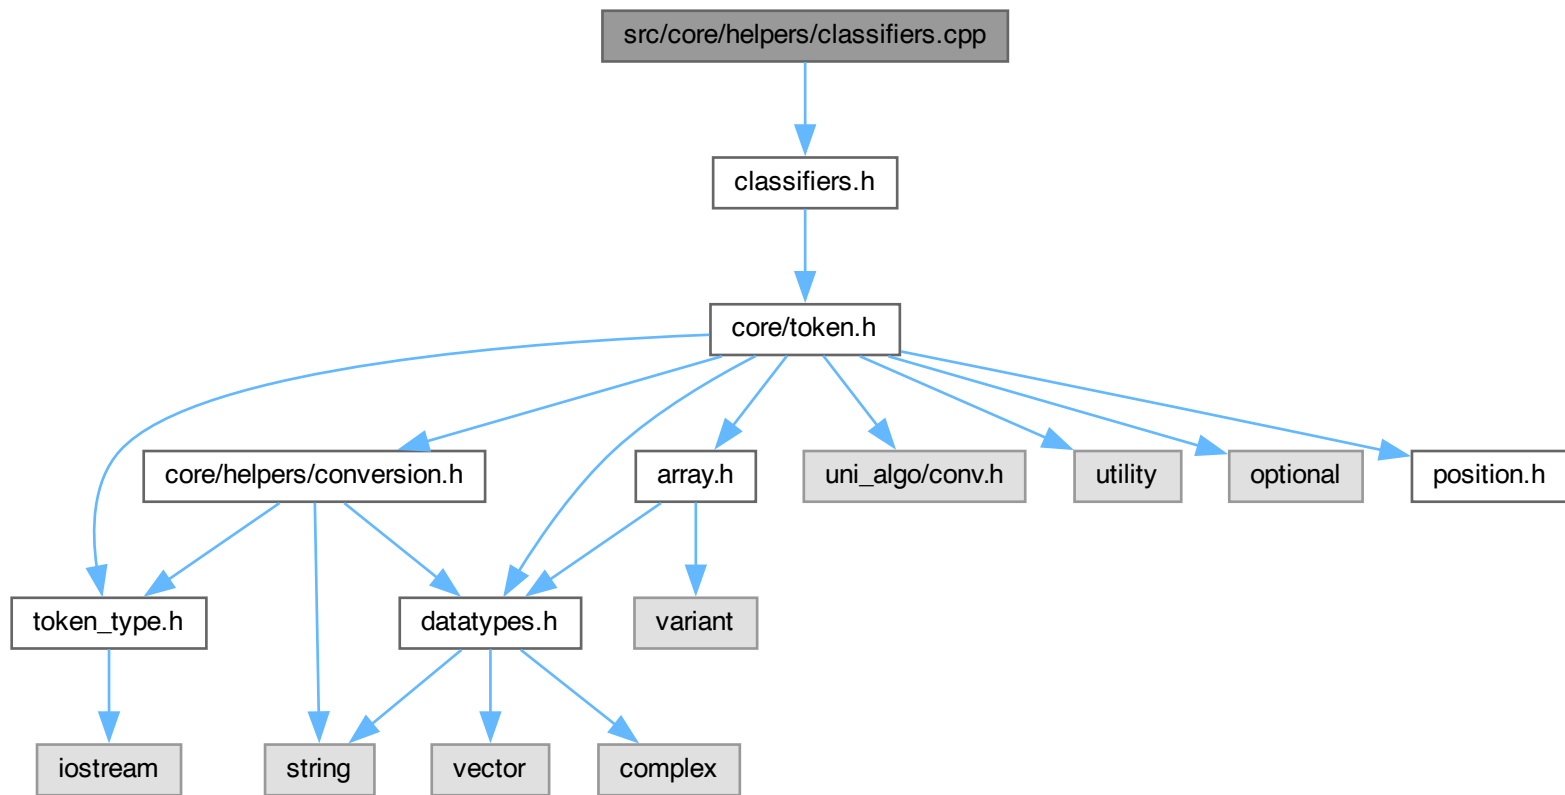 src/core/helpers/classifiers.cpp
classifiers.h
core/token.h
core/helpers/conversion.h
array.h
uni_algo/conv.h
utility
optional
position.h
token_type.h
datatypes.h
variant
iostream
string
vector
complex